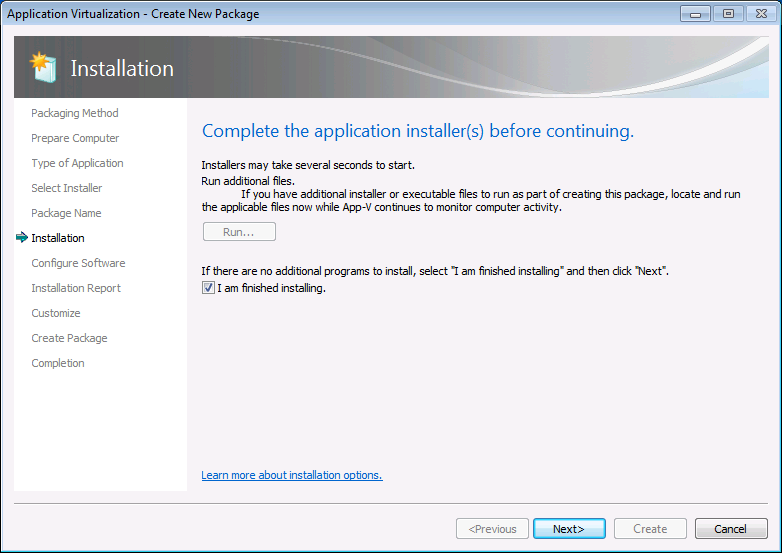 Application Virtualization - Create New Package
Installation
Packaging Method
Prepare Computer
Type of Application
Select Installer
Package Name
Installation
Configure Software
Installation Report
Customize
Create Package
Completion
Complete the application installer(s) before continuing.
Installers may take several seconds to start.
Run additional files.
If you have additional installer or executable files to run as part of creating this package, locate and run
the applicable files now while App-V continues to monitor computer activity.
Run...
If there are no additional programs to install, select "I am finished installing" and then click "Next".
I am finished installing.
Learn more about installation options.
<Previous
Next>
Create
Cancel